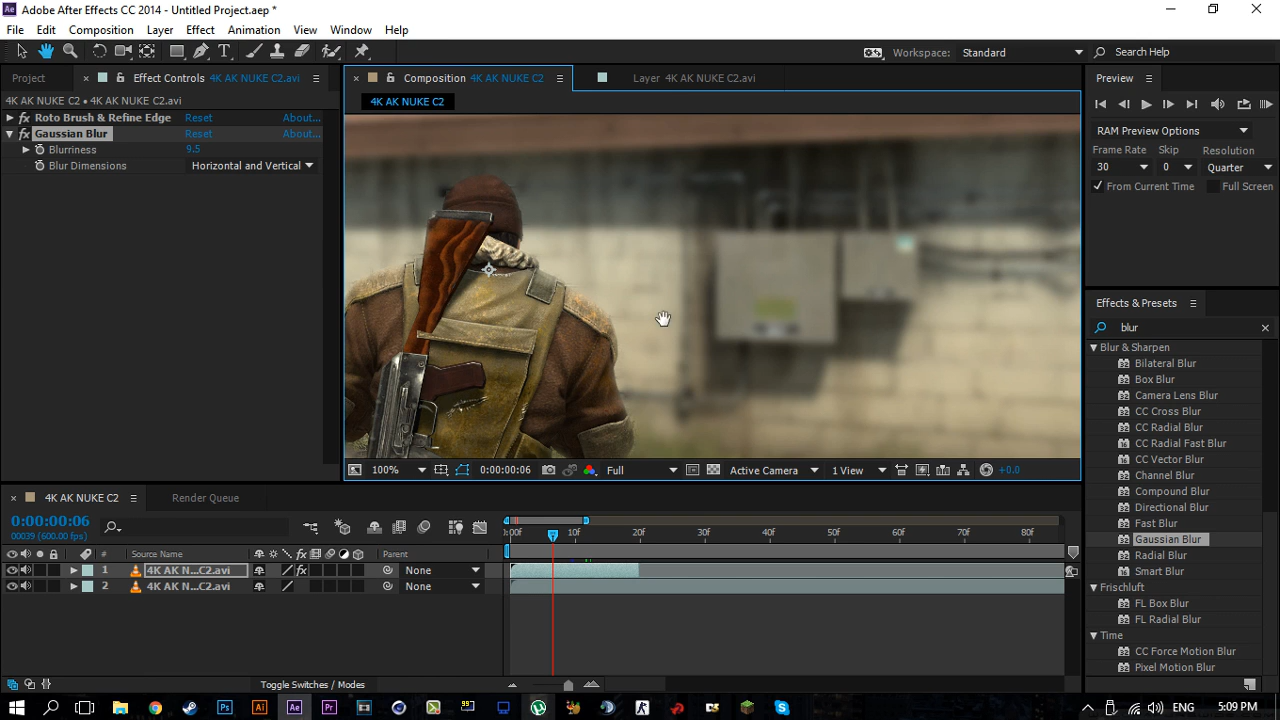 Adobe After Effects CC 2014 - Untitled Project.aep *
File Edit Composition Layer Effect Animation View Window Help
Workspace: Standard Search Help
Project Effect Controls 4K AK NUKE C2.avi
4K AK NUKE C2 • 4K AK NUKE C2.avi
Roto Brush & Refine Edge Reset About...
Gaussian Blur Reset About...
Blurriness 9.5
Blur Dimensions Horizontal and Vertical
Composition 4K AK NUKE C2 Layer 4K AK NUKE C2.avi
4K AK NUKE C2
100% 0:00:00:06 Full Active Camera 1 View +0.0
Preview
RAM Preview Options
Frame Rate Skip Resolution
30 0 Quarter
From Current Time Full Screen
Effects & Presets
blur
Blur & Sharpen
Bilateral Blur
Box Blur
Camera Lens Blur
CC Cross Blur
CC Radial Blur
CC Radial Fast Blur
CC Vector Blur
Channel Blur
Compound Blur
Directional Blur
Fast Blur
Gaussian Blur
Radial Blur
Smart Blur
Frischluft
FL Box Blur
FL Radial Blur
Time
CC Force Motion Blur
Pixel Motion Blur
4K AK NUKE C2 Render Queue
0:00:00:06
00039 (600.00 fps)
:00f 10f 20f 30f 40f 50f 60f 70f 80f
# Source Name Parent
1 4K AK N...C2.avi None
2 4K AK N...C2.avi None
Toggle Switches / Modes
5:09 PM